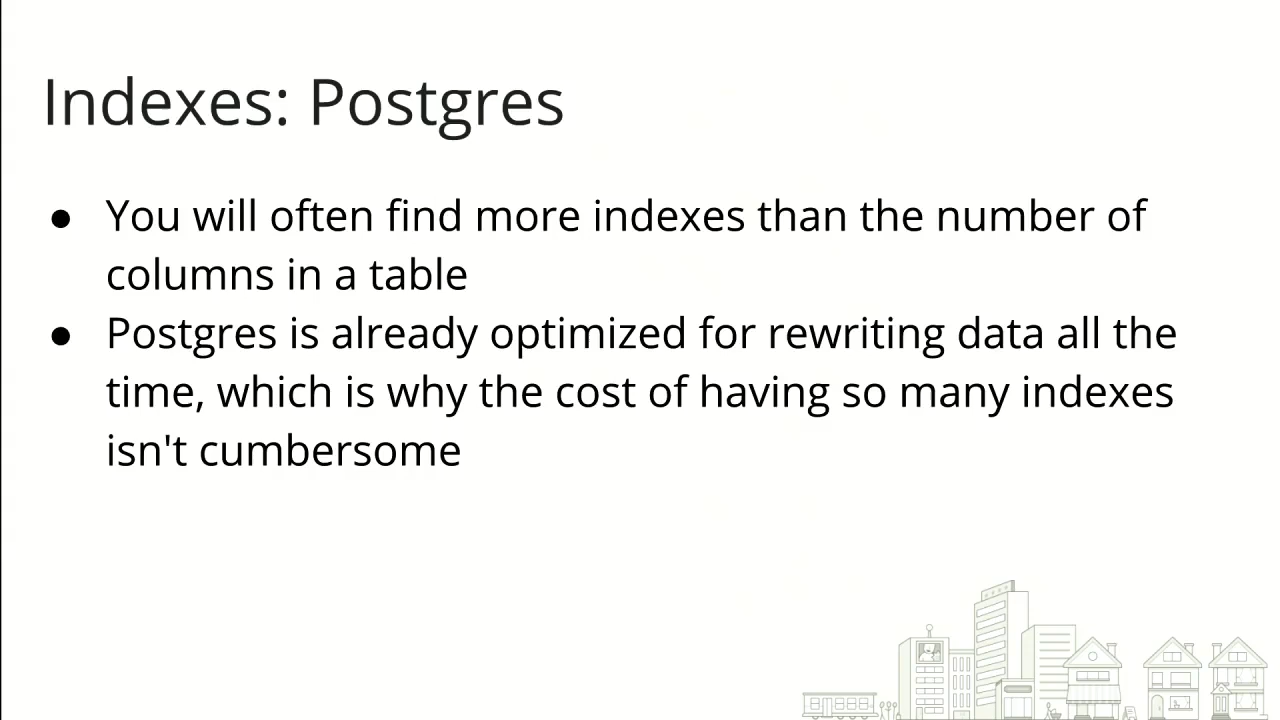 Indexes: Postgres
● You will often find more indexes than the number of
columns in a table
● Postgres is already optimized for rewriting data all the
time, which is why the cost of having so many indexes
isn't cumbersome